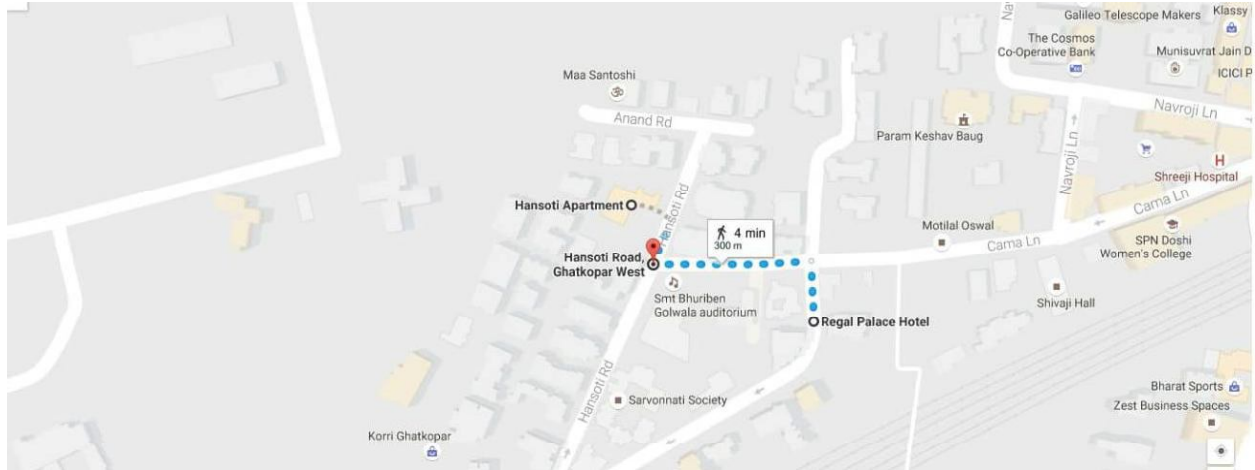 Galileo Telescope Makers
Klassy
The Cosmos
Co-Operative Bank
Munisuvrat Jain D
ICICI P
Navroji Ln
Maa Santoshi
Anand Rd
Param Keshav Baug
Navroji Ln
Shreeji Hospital
Hansoti Apartment
Hansoti Rd
4 min
300 m
Motilal Oswal
Cama Ln
Cama Ln
SPN Doshi
Women's College
Hansoti Road,
Ghatkopar West
Smt Bhuriben
Golwala auditorium
Shivaji Hall
Regal Palace Hotel
Hansoti Rd
Sarvonnati Society
Bharat Sports
Zest Business Spaces
Korri Ghatkopar